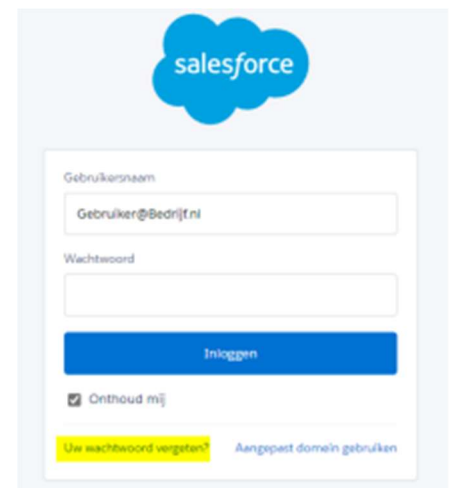 salesforce
Gebruikersnaam
Gebruiker@Bedrijf.nl
Wachtwoord
Inloggen
Onthoud mij
Uw wachtwoord vergeten? Aangepast domein gebruiken